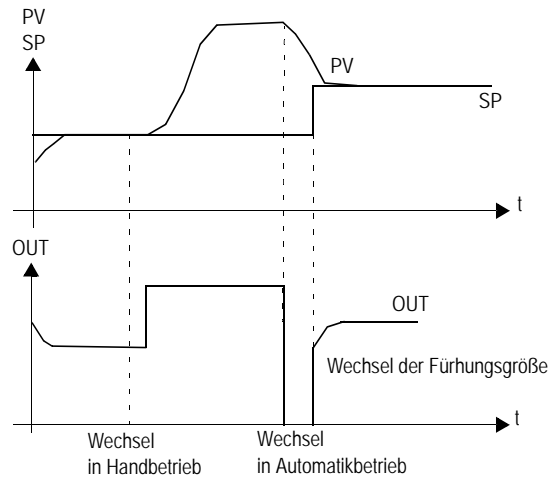 PV
SP
PV
SP
t
OUT
OUT
Wechsel der Fürhungsgröße
t
Wechsel
in Handbetrieb
Wechsel
in Automatikbetrieb